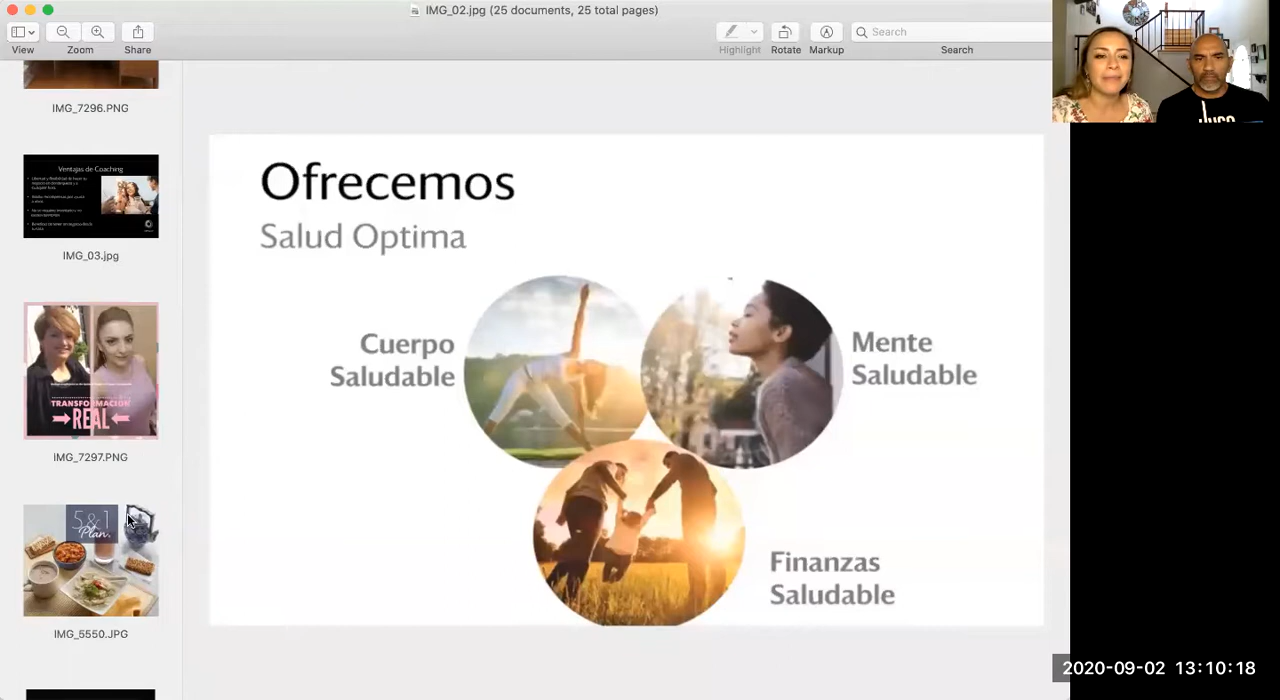 IMG_02.jpg (25 documents, 25 total pages)
View
Zoom
Share
Highlight
Rotate
Markup
Search
Search
IMG_7296.PNG
Ventajas de Coaching
IMG_03.jpg
TRANSFORMACIÓN
REAL
IMG_7297.PNG
5&1
Plan.
IMG_5550.JPG
Ofrecemos
Salud Optima
Cuerpo
Saludable
Mente
Saludable
Finanzas
Saludable
2020-09-02 13:10:18